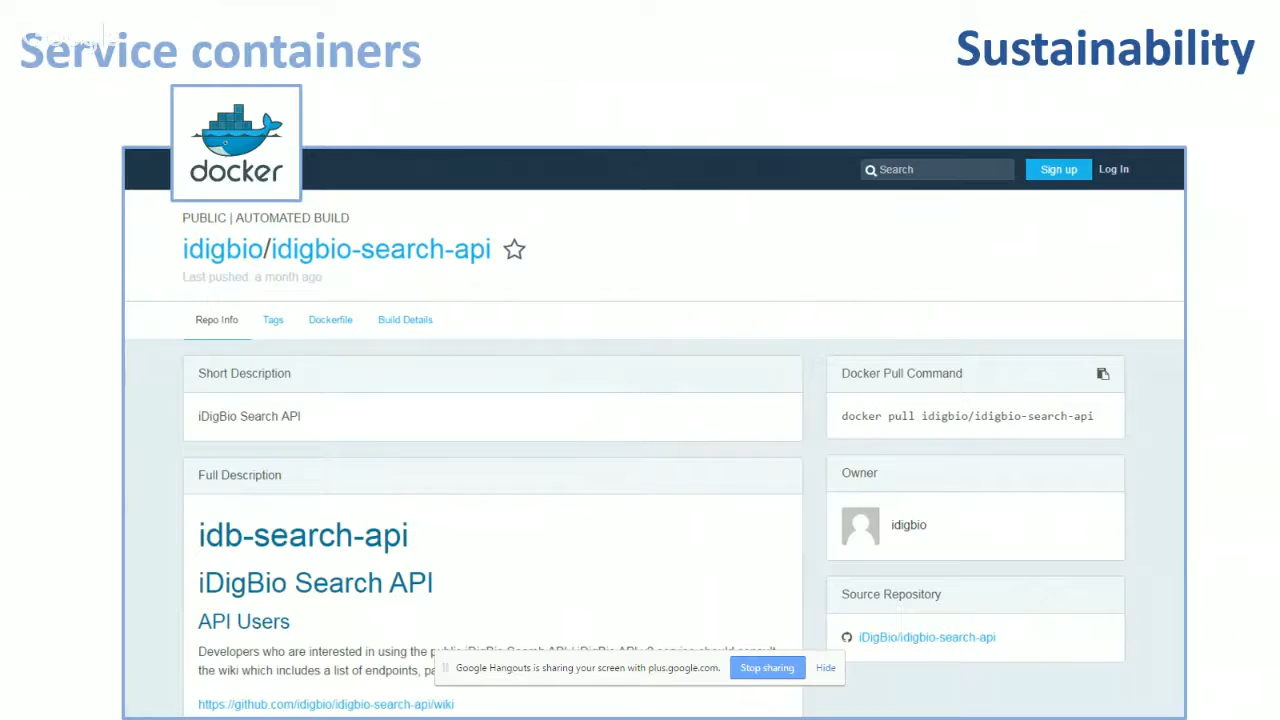 Service containers
Sustainability
docker
Search
Sign up
Log In
PUBLIC | AUTOMATED BUILD
idigbio/idigbio-search-api
Last pushed: a month ago
Repo Info
Tags
Dockerfile
Build Details
Short Description
iDigBio Search API
Docker Pull Command
docker pull idigbio/idigbio-search-api
Full Description
idb-search-api
iDigBio Search API
API Users
Developers who are interested in using the
the wiki which includes a list of endpoints,
https://github.com/idigbio/idigbio-search-api/wiki
Owner
idigbio
Source Repository
iDigBio/idigbio-search-api
Google Hangouts is sharing your screen with plus.google.com.
Stop sharing
Hide